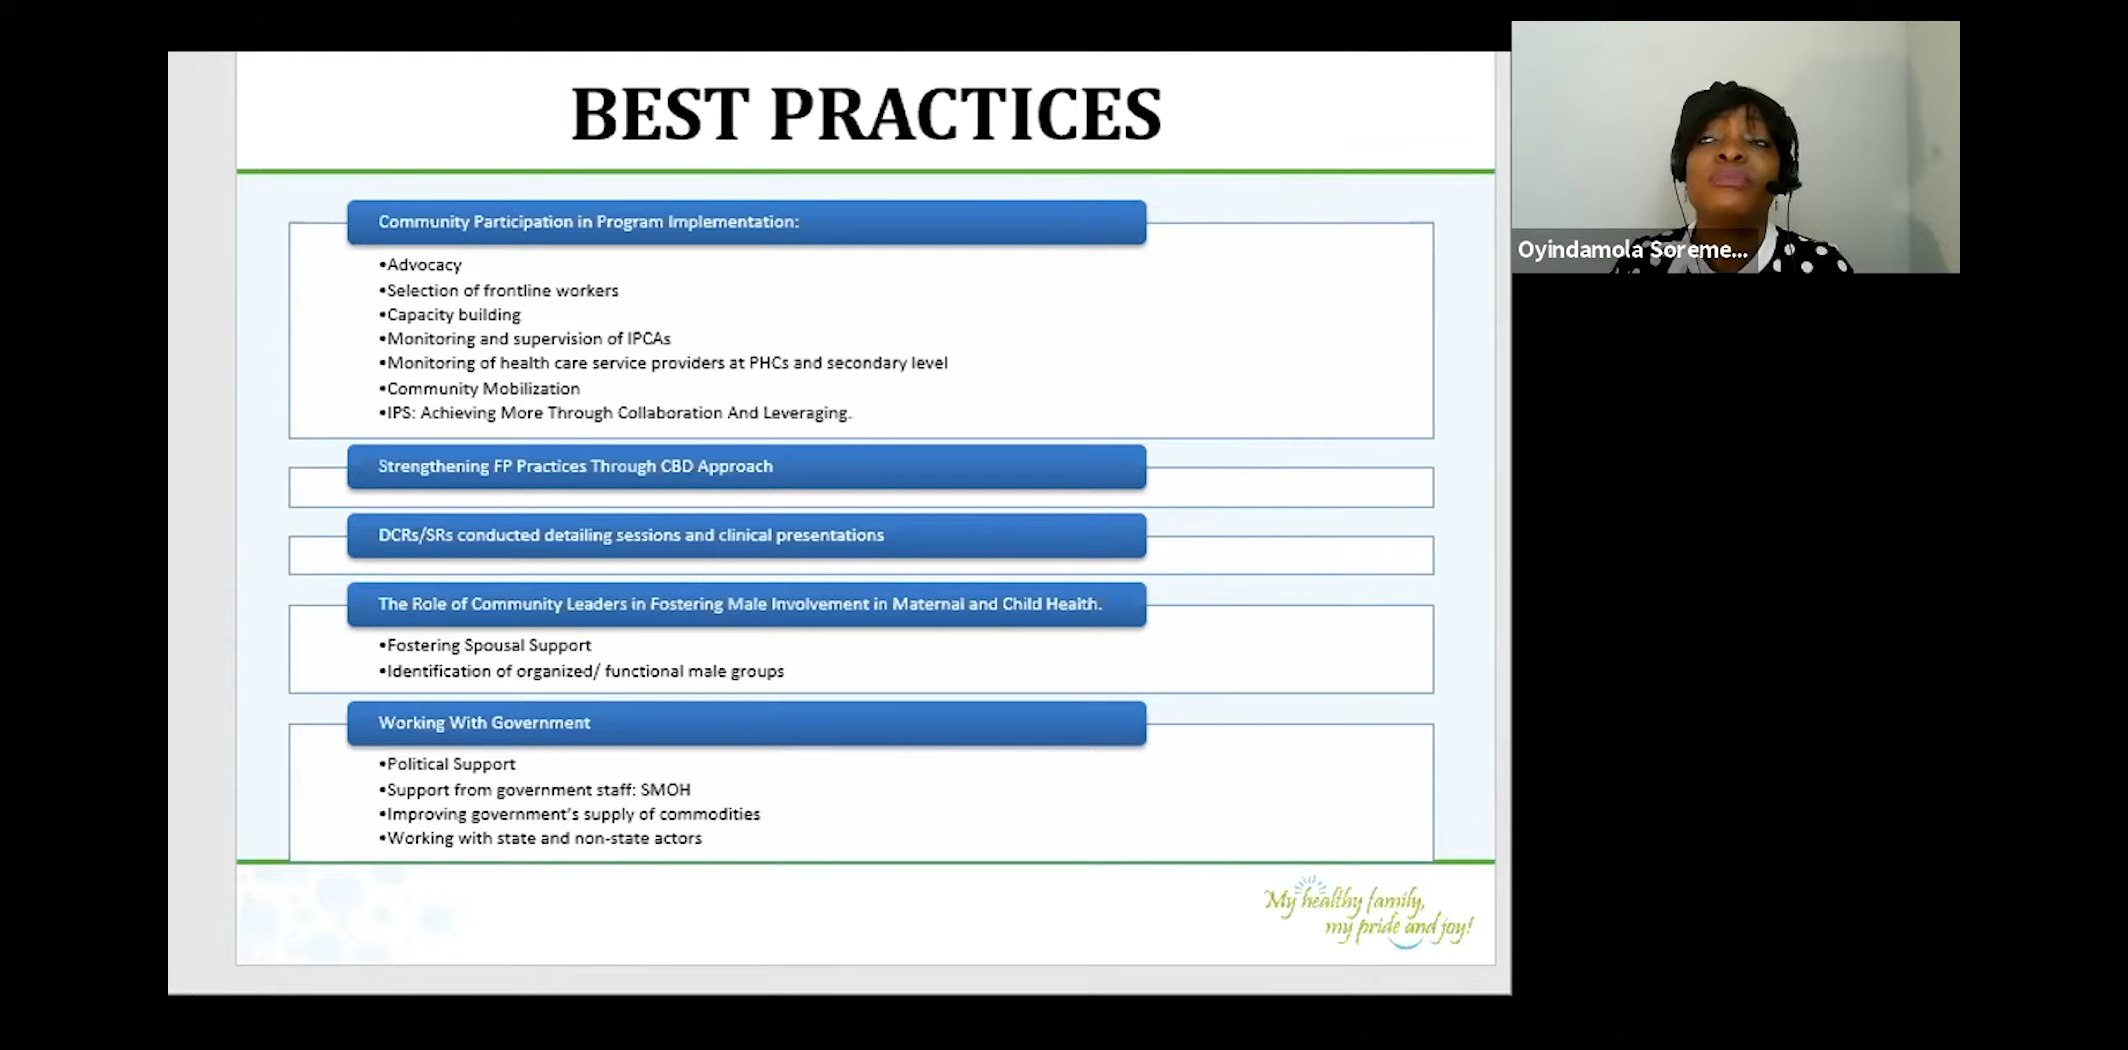 BEST PRACTICES
Community Participation in Program Implementation:
•Advocacy
•Selection of frontline workers
•Capacity building
•Monitoring and supervision of IPCAs
•Monitoring of health care service providers at PHCs and secondary level
•Community Mobilization
•IPS: Achieving More Through Collaboration And Leveraging.
Strengthening FP Practices Through CBD Approach
DCRs/SRs conducted detailing sessions and clinical presentations
The Role of Community Leaders in Fostering Male Involvement in Maternal and Child Health.
•Fostering Spousal Support
•Identification of organized/ functional male groups
Working With Government
•Political Support
•Support from government staff: SMOH
•Improving government's supply of commodities
•Working with state and non-state actors
My healthy family,
my pride and joy!
Oyindamola Soreme...